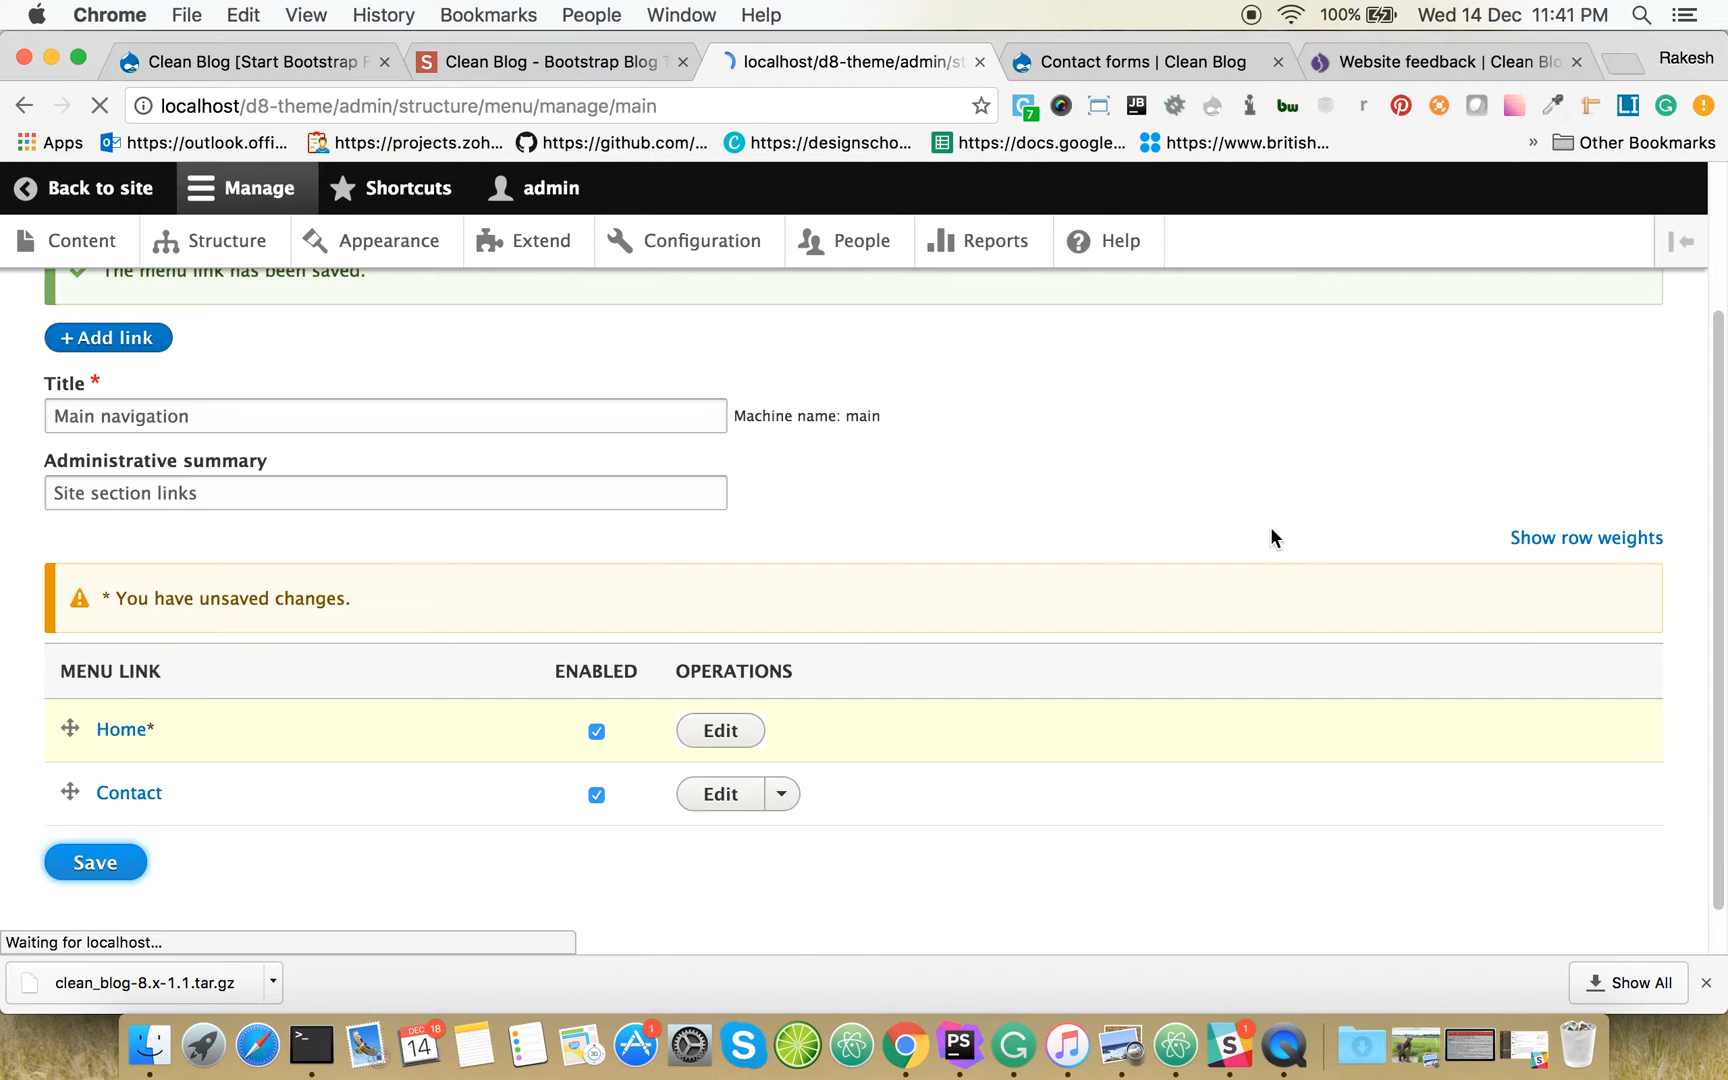 Chrome File Edit View History Bookmarks People Window Help 100% Wed 14 Dec 11:41 PM
Clean Blog [Start Bootstrap Clean Blog - Bootstrap Blog localhost/d8-theme/admin/st Contact forms | Clean Blog Website feedback | Clean Blo Rakesh
localhost/d8-theme/admin/structure/menu/manage/main
Apps https://outlook.offi... https://projects.zoh... https://github.com/... https://designscho... https://docs.google... https://www.british... » Other Bookmarks
Back to site Manage Shortcuts admin
Content Structure Appearance Extend Configuration People Reports Help
The menu link has been saved.
+ Add link
Title *
Main navigation Machine name: main
Administrative summary
Site section links
Show row weights
* You have unsaved changes.
MENU LINK ENABLED OPERATIONS
Home* Edit
Contact Edit
Save
Waiting for localhost...
clean_blog-8.x-1.1.tar.gz Show All